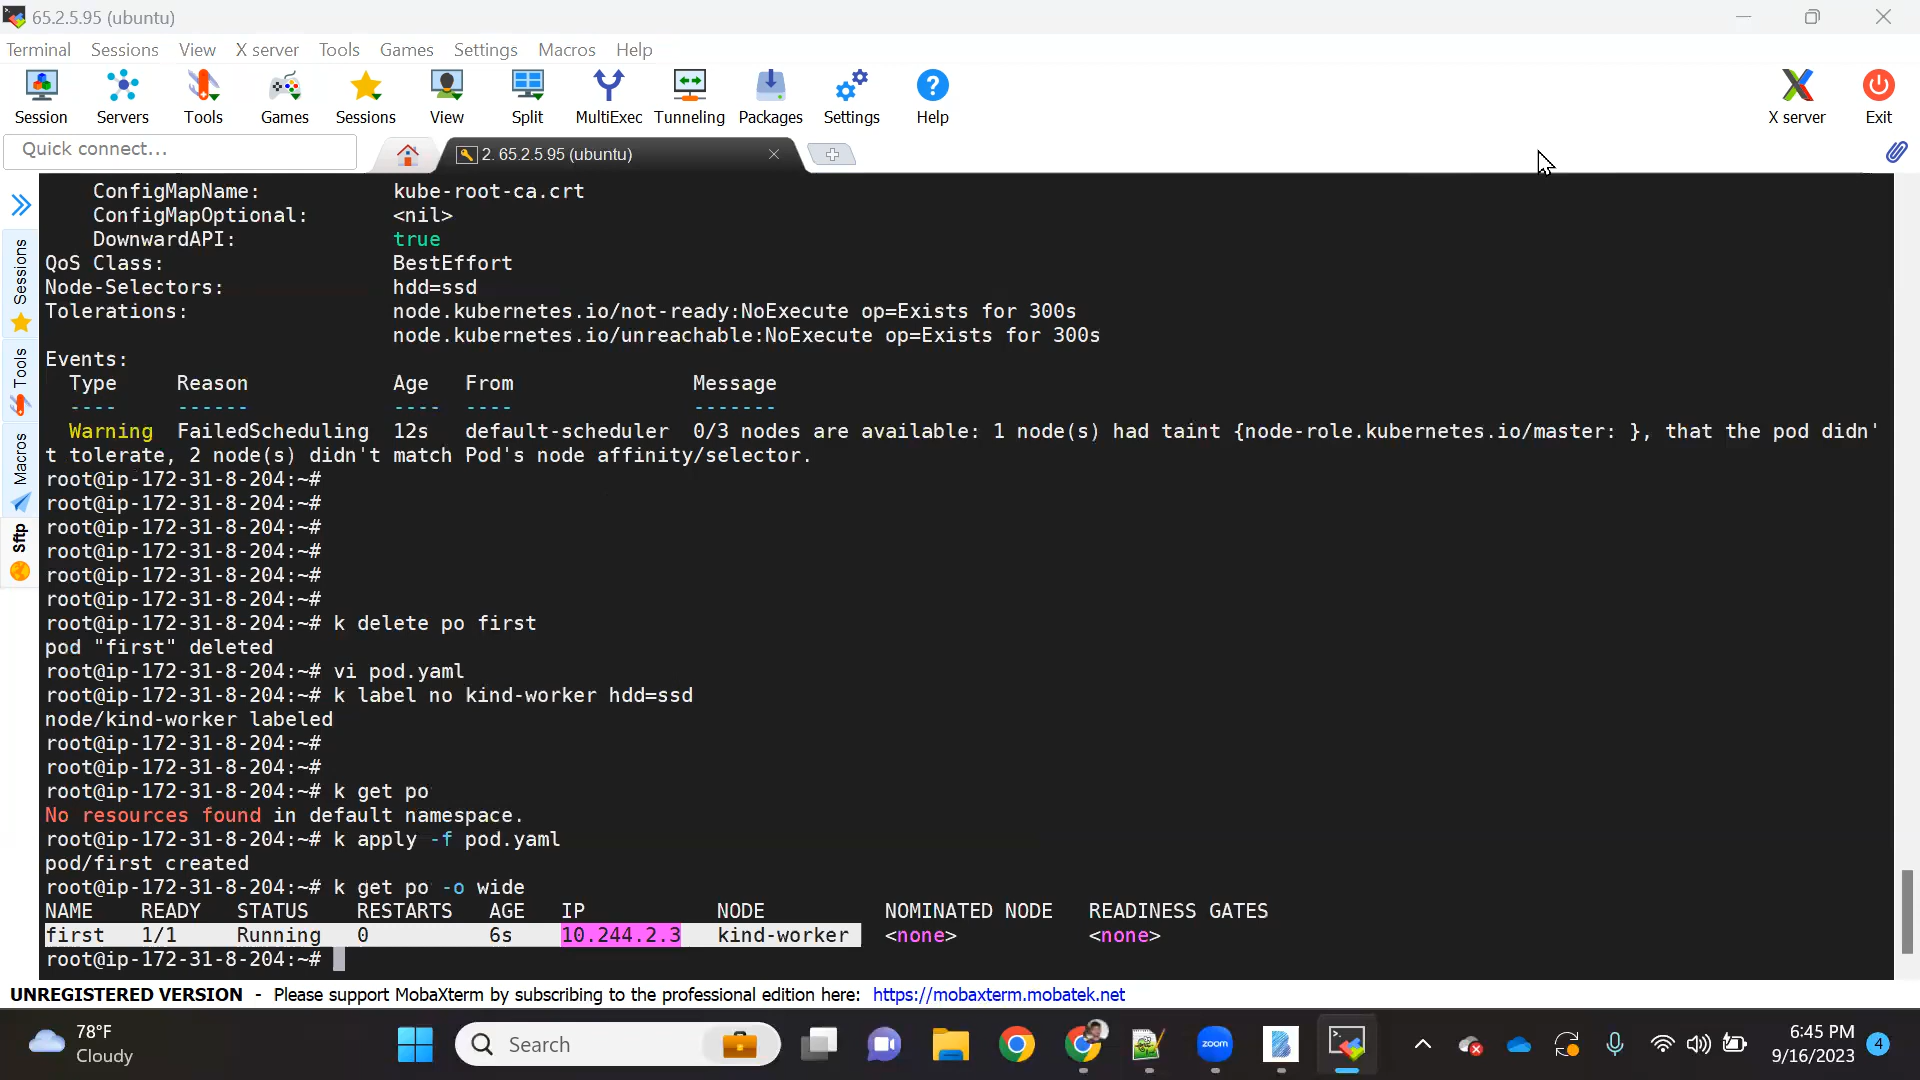 65.2.5.95 (ubuntu)
Terminal Sessions View X server Tools Games Settings Macros Help
Session Servers Tools Games Sessions View Split MultiExec Tunneling Packages Settings Help X server Exit
Quick connect...
2. 65.2.5.95 (ubuntu)
Sessions
Tools
Macros
Sftp
ConfigMapName: kube-root-ca.crt
ConfigMapOptional: <nil>
DownwardAPI: true
QoS Class: BestEffort
Node-Selectors: hdd=ssd
Tolerations: node.kubernetes.io/not-ready:NoExecute op=Exists for 300s
node.kubernetes.io/unreachable:NoExecute op=Exists for 300s
Events:
Type Reason Age From Message
---- ------ ---- ---- -------
Warning FailedScheduling 12s default-scheduler 0/3 nodes are available: 1 node(s) had taint {node-role.kubernetes.io/master: }, that the pod didn'
t tolerate, 2 node(s) didn't match Pod's node affinity/selector.
root@ip-172-31-8-204:~#
root@ip-172-31-8-204:~#
root@ip-172-31-8-204:~#
root@ip-172-31-8-204:~#
root@ip-172-31-8-204:~#
root@ip-172-31-8-204:~#
root@ip-172-31-8-204:~# k delete po first
pod "first" deleted
root@ip-172-31-8-204:~# vi pod.yaml
root@ip-172-31-8-204:~# k label no kind-worker hdd=ssd
node/kind-worker labeled
root@ip-172-31-8-204:~#
root@ip-172-31-8-204:~#
root@ip-172-31-8-204:~# k get po
No resources found in default namespace.
root@ip-172-31-8-204:~# k apply -f pod.yaml
pod/first created
root@ip-172-31-8-204:~# k get po -o wide
NAME READY STATUS RESTARTS AGE IP NODE NOMINATED NODE READINESS GATES
first 1/1 Running 0 6s 10.244.2.3 kind-worker <none> <none>
root@ip-172-31-8-204:~#
UNREGISTERED VERSION - Please support MobaXterm by subscribing to the professional edition here: https://mobaxterm.mobatek.net
78°F
Cloudy
Search
zoom
6:45 PM
9/16/2023
4